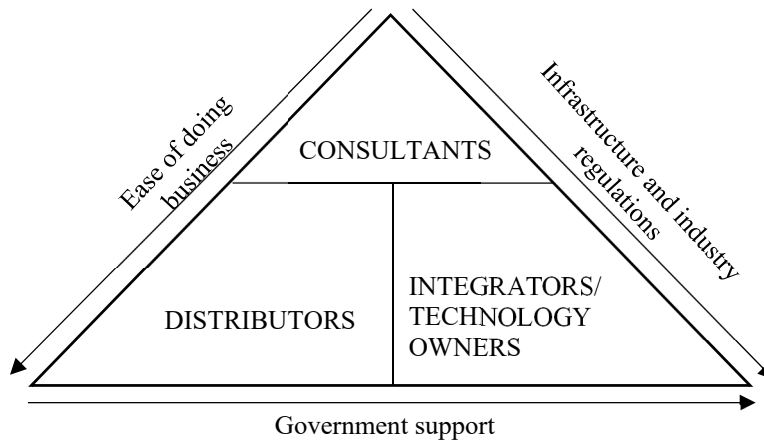 Ease of doing
business
Infrastructure and industry
regulations
CONSULTANTS
DISTRIBUTORS
INTEGRATORS/
TECHNOLOGY
OWNERS
Government support